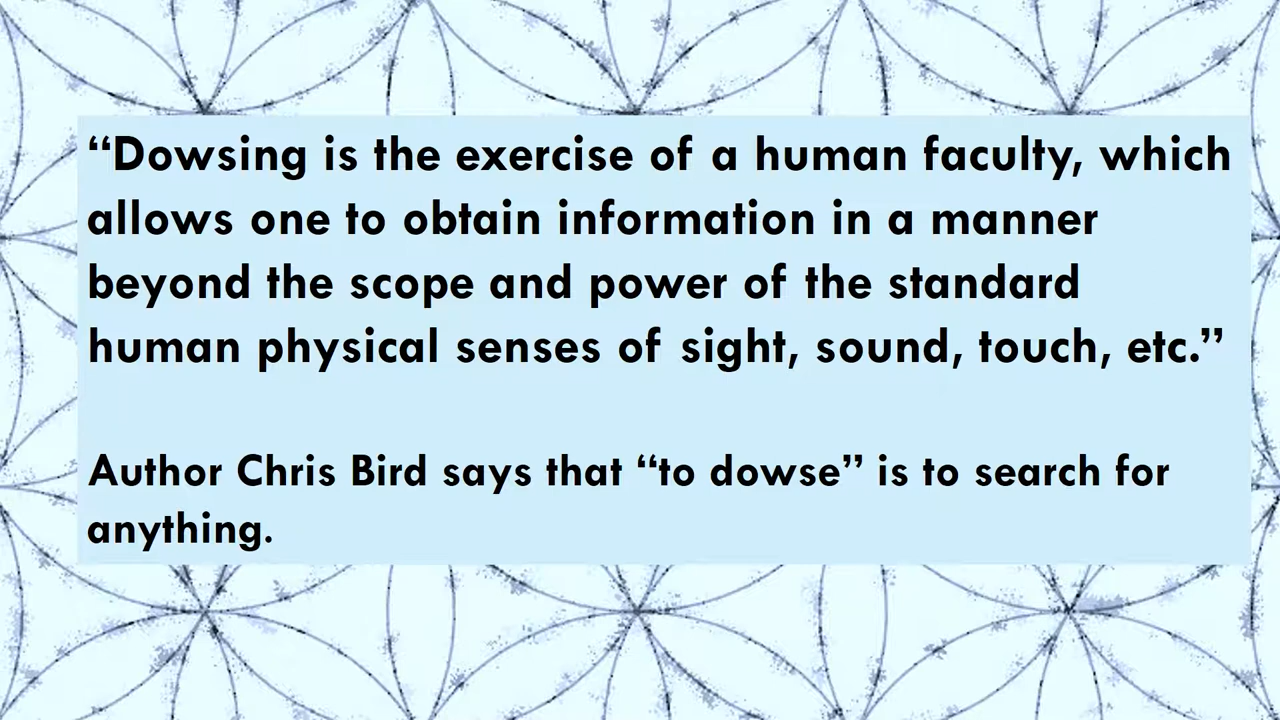 “Dowsing is the exercise of a human faculty, which
allows one to obtain information in a manner
beyond the scope and power of the standard
human physical senses of sight, sound, touch, etc.”
Author Chris Bird says that “to dowse” is to search for
anything.